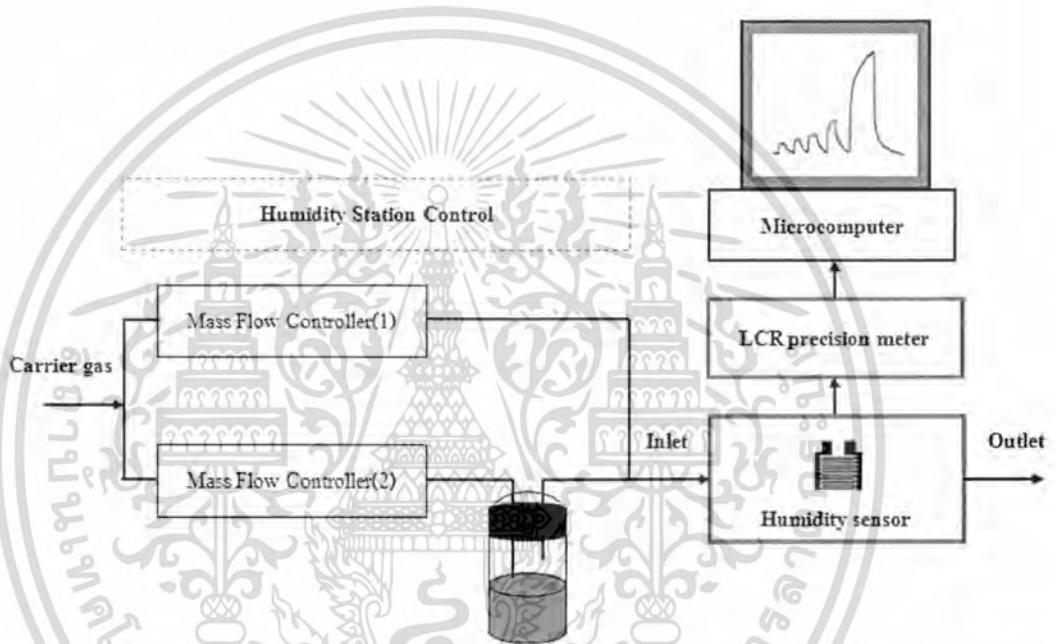 Humidity Station Control
Microcomputer
Mass Flow Controller(1)
LCR precision meter
Carrier gas
Mass Flow Controller(2)
Inlet
Outlet
Humidity sensor